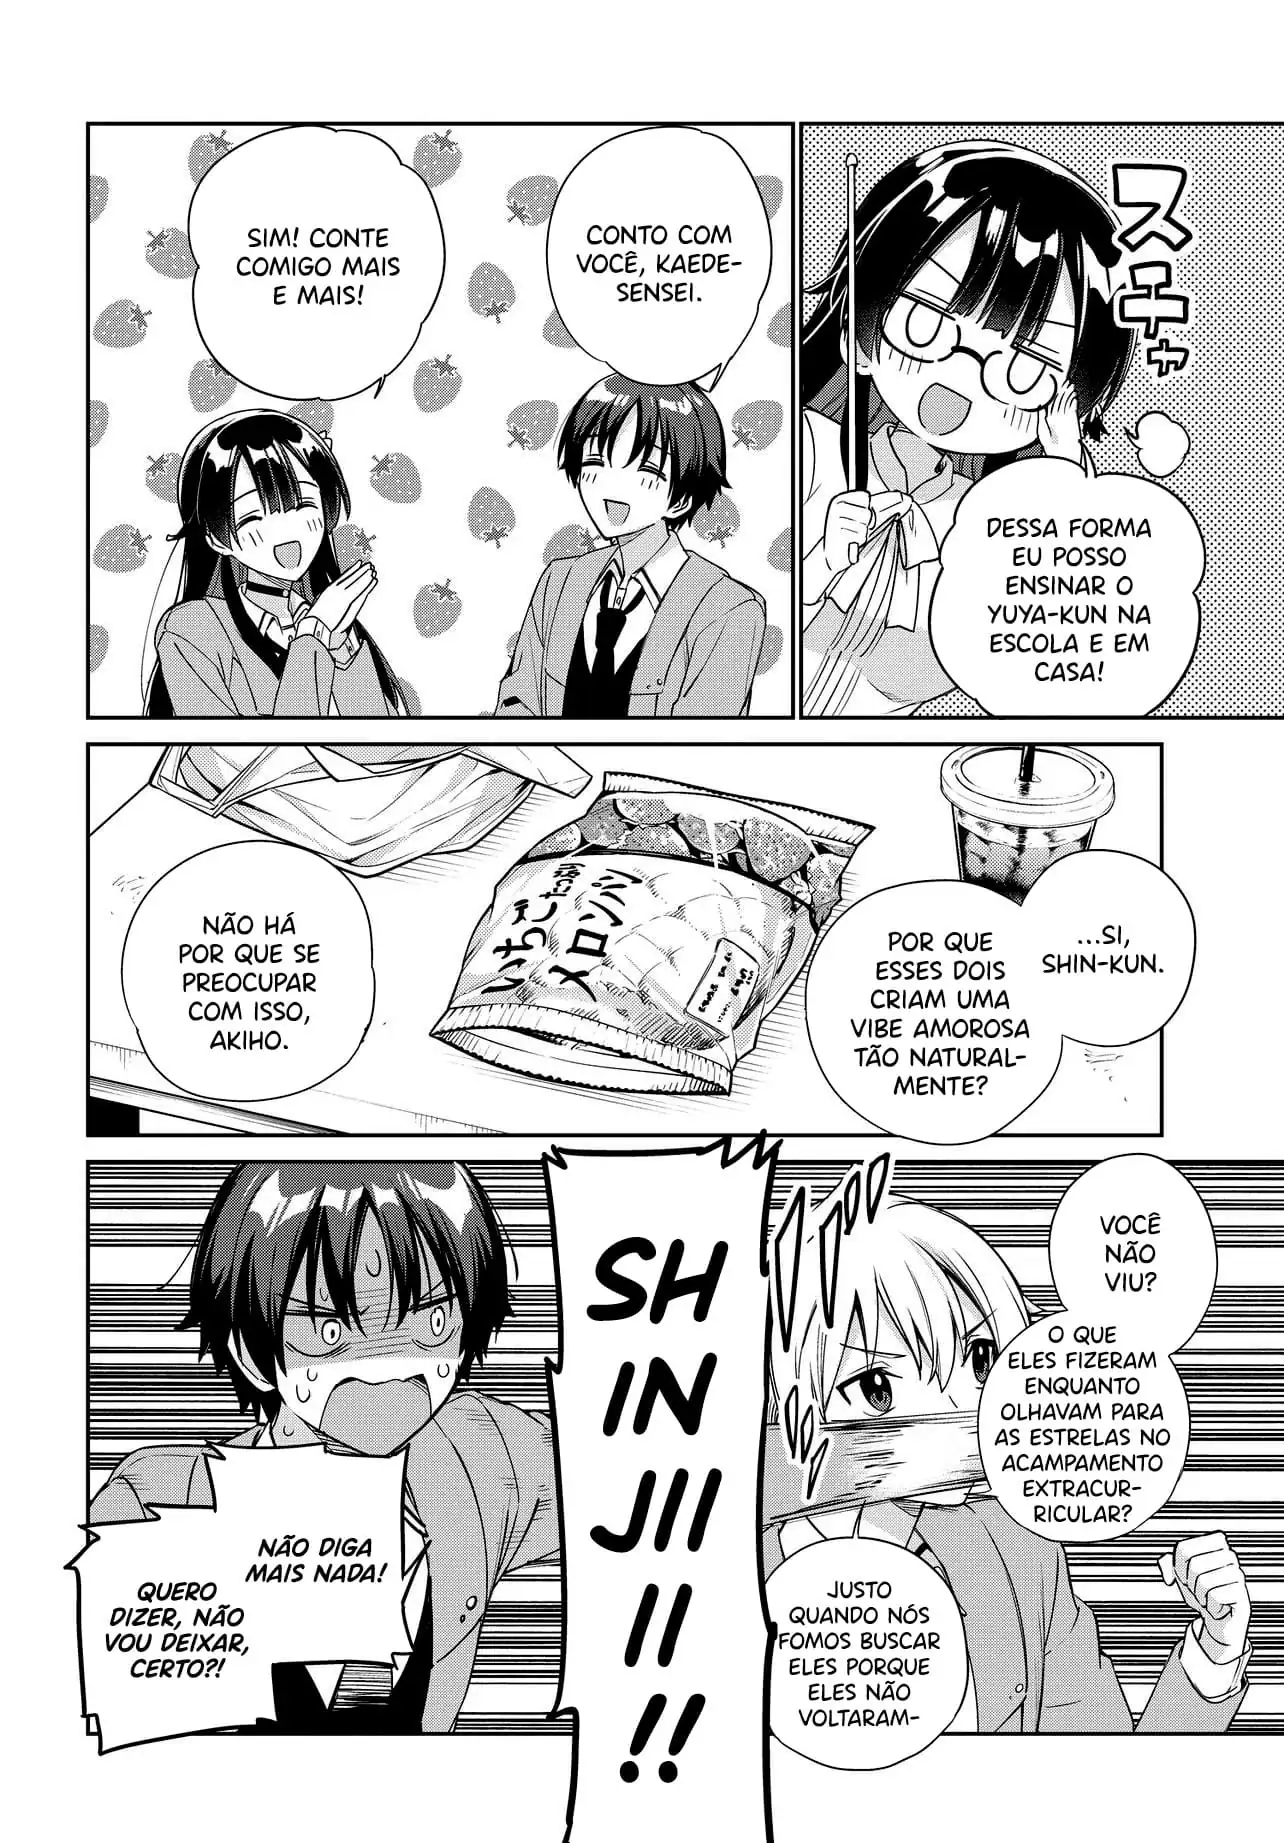 スチャ
DESSA FORMA
EU POSSO
ENSINAR O
YUYA-KUN NA
ESCOLA E EM
CASA!
CONTO COM
VOCÊ, KAEDE-
SENSEI.
SIM! CONTE
COMIGO MAIS
E MAIS!
...SI,
SHIN-KUN.
POR QUE
ESSES DOIS
CRIAM UMA
VIBE AMOROSA
TÃO NATURAL-
MENTE?
いちご
メロンパン
NÃO HÁ
POR QUE SE
PREOCUPAR
COM ISSO,
AKIHO.
VOCÊ
NÃO
VIU?
O QUE
ELES FIZERAM
ENQUANTO
OLHAVAM PARA
AS ESTRELAS NO
ACAMPAMENTO
EXTRACUR-
RICULAR?
JUSTO
QUANDO NÓS
FOMOS BUSCAR
ELES PORQUE
ELES NÃO
VOLTARAM-
SH
IN
JII
II
!!
NÃO DIGA
MAIS NADA!
QUERO
DIZER, NÃO
VOU DEIXAR,
CERTO?!